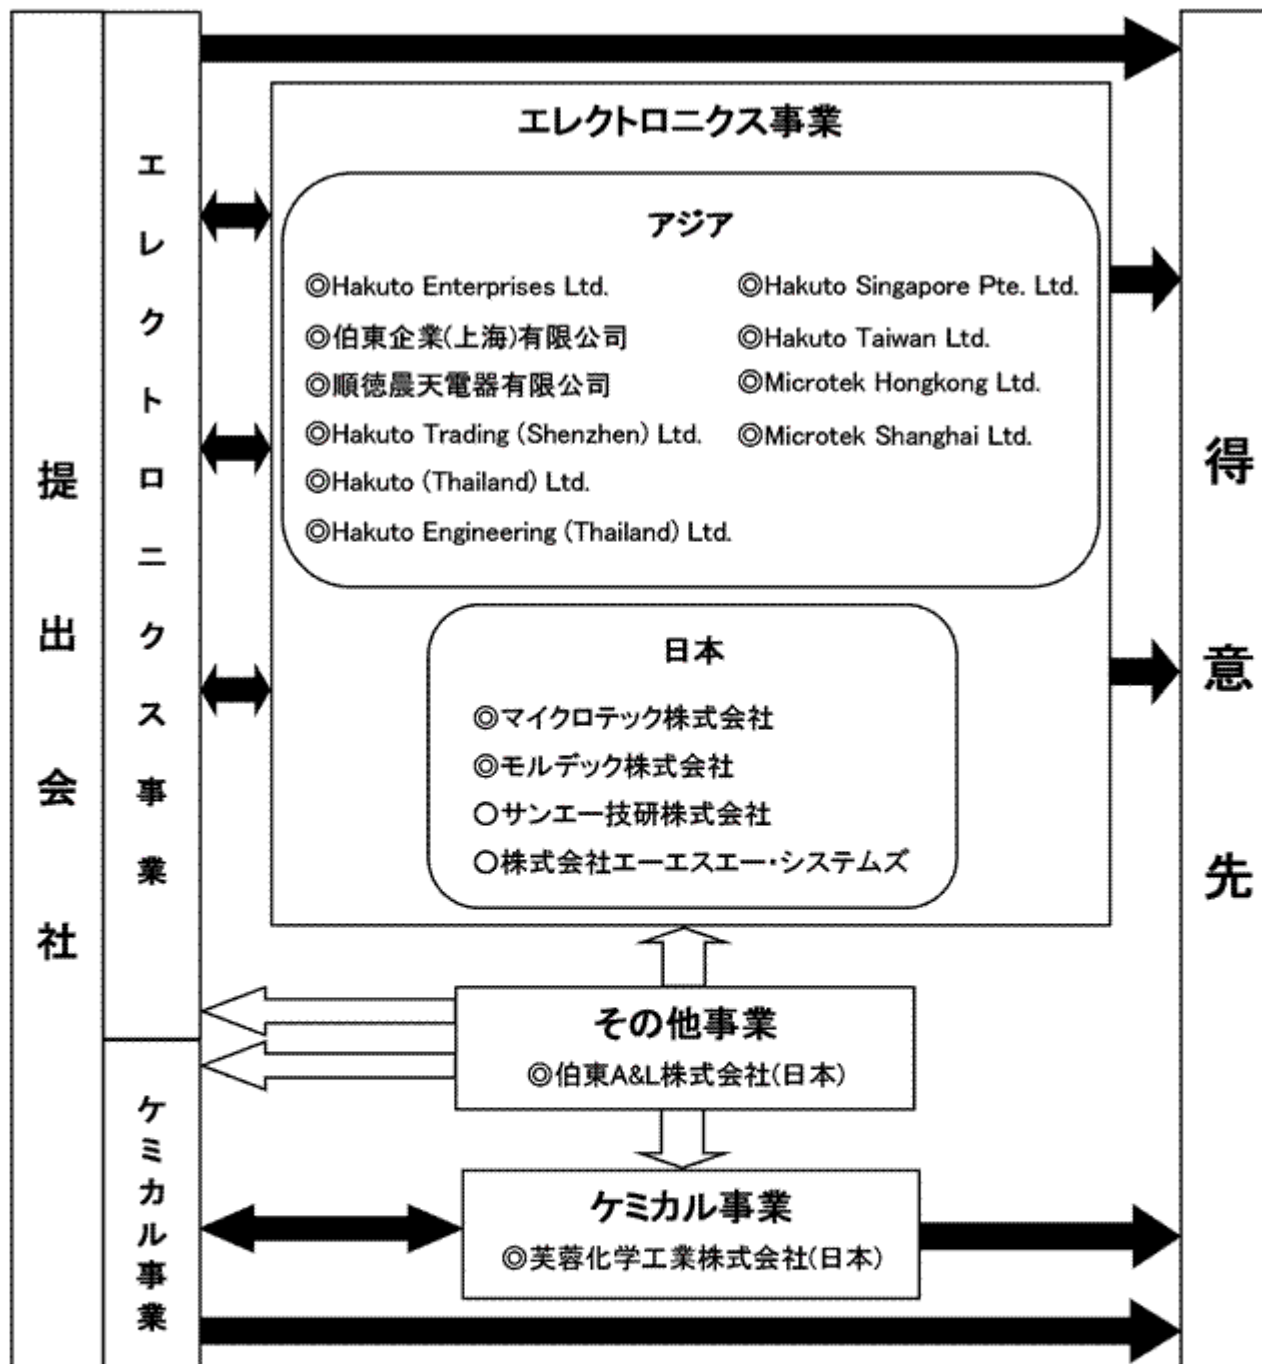 提出会社
エレクトロニクス事業
ケミカル事業
エレクトロニクス事業
アジア
◎Hakuto Enterprises Ltd.
◎伯東企業(上海)有限公司
◎順徳晨天電器有限公司
◎Hakuto Trading (Shenzhen) Ltd.
◎Hakuto (Thailand) Ltd.
◎Hakuto Engineering (Thailand) Ltd.
◎Hakuto Singapore Pte. Ltd.
◎Hakuto Taiwan Ltd.
◎Microtek Hongkong Ltd.
◎Microtek Shanghai Ltd.
日本
◎マイクロテック株式会社
◎モルデック株式会社
○サンエー技研株式会社
○株式会社エーエスエー・システムズ
その他事業
◎伯東A&L株式会社(日本)
ケミカル事業
◎芙蓉化学工業株式会社(日本)
得意先